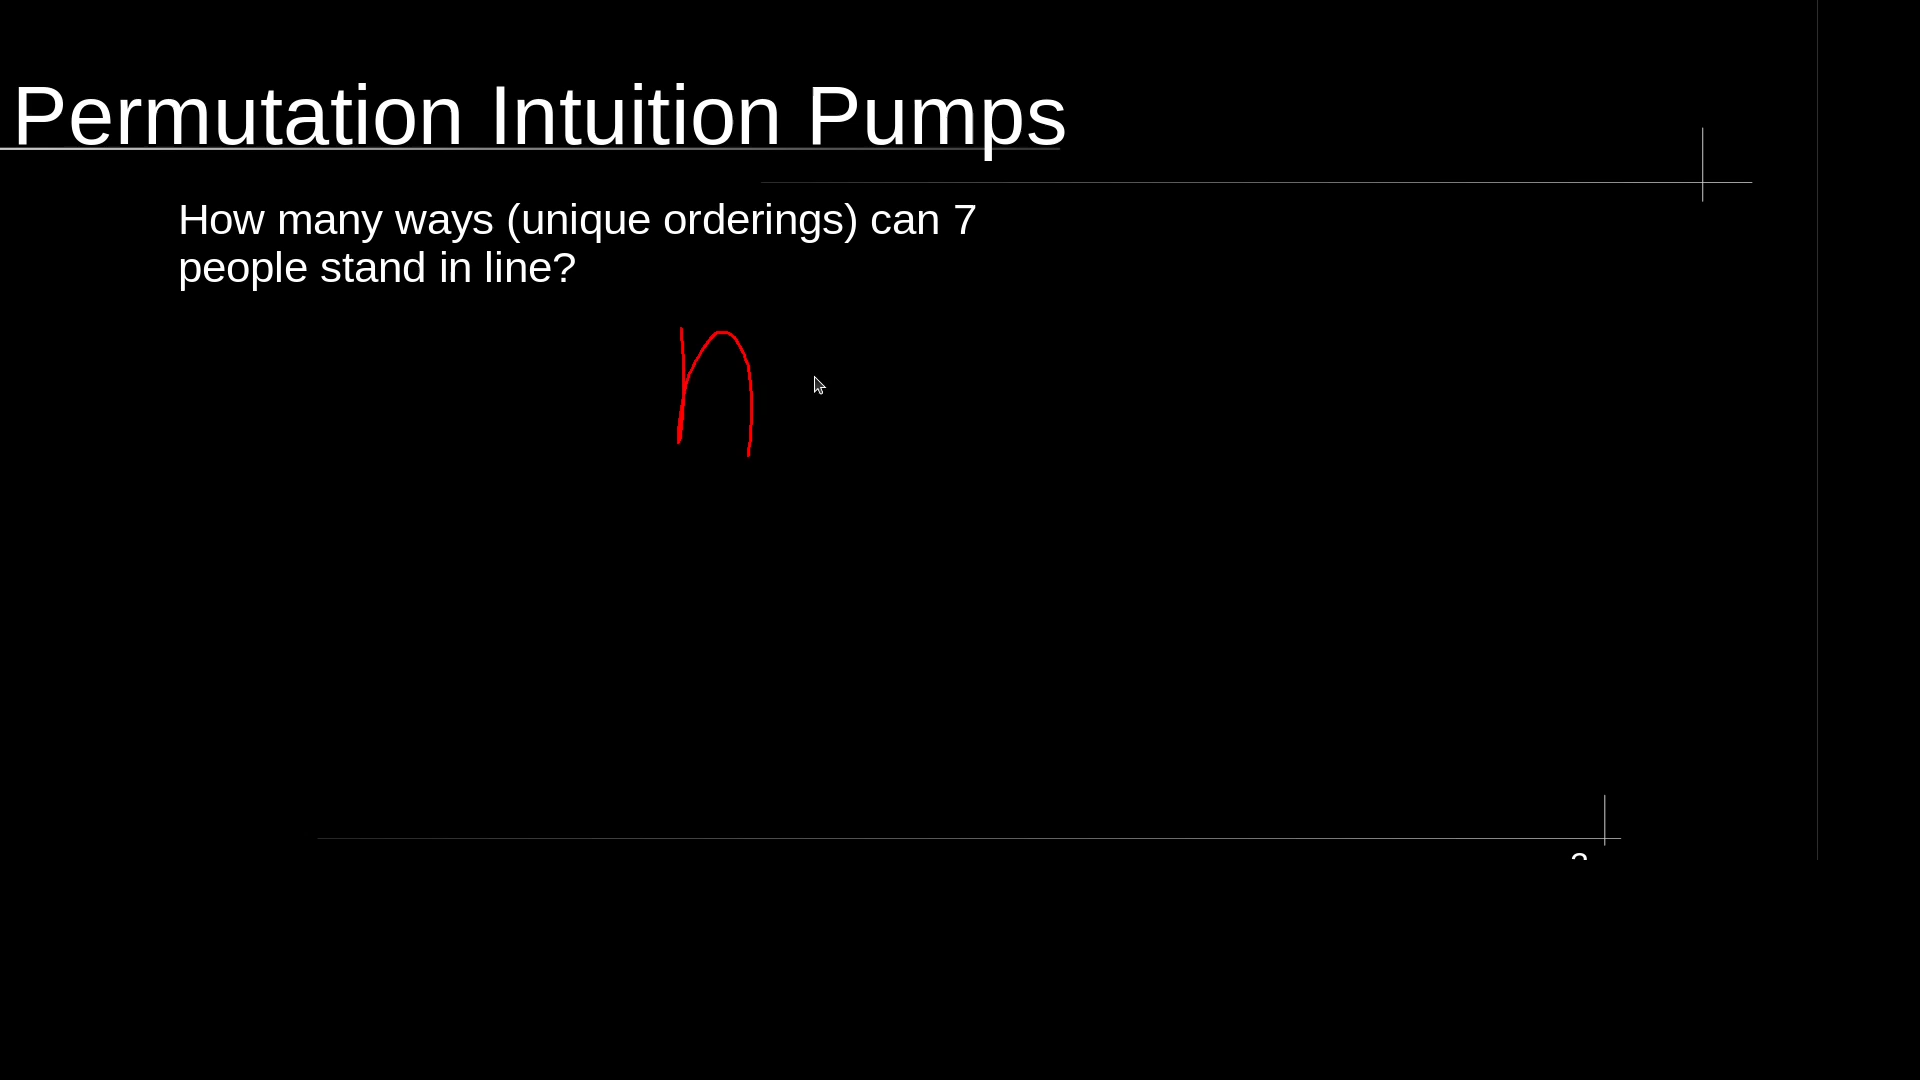 Permutation Intuition Pumps
How many ways (unique orderings) can 7
people stand in line?
n